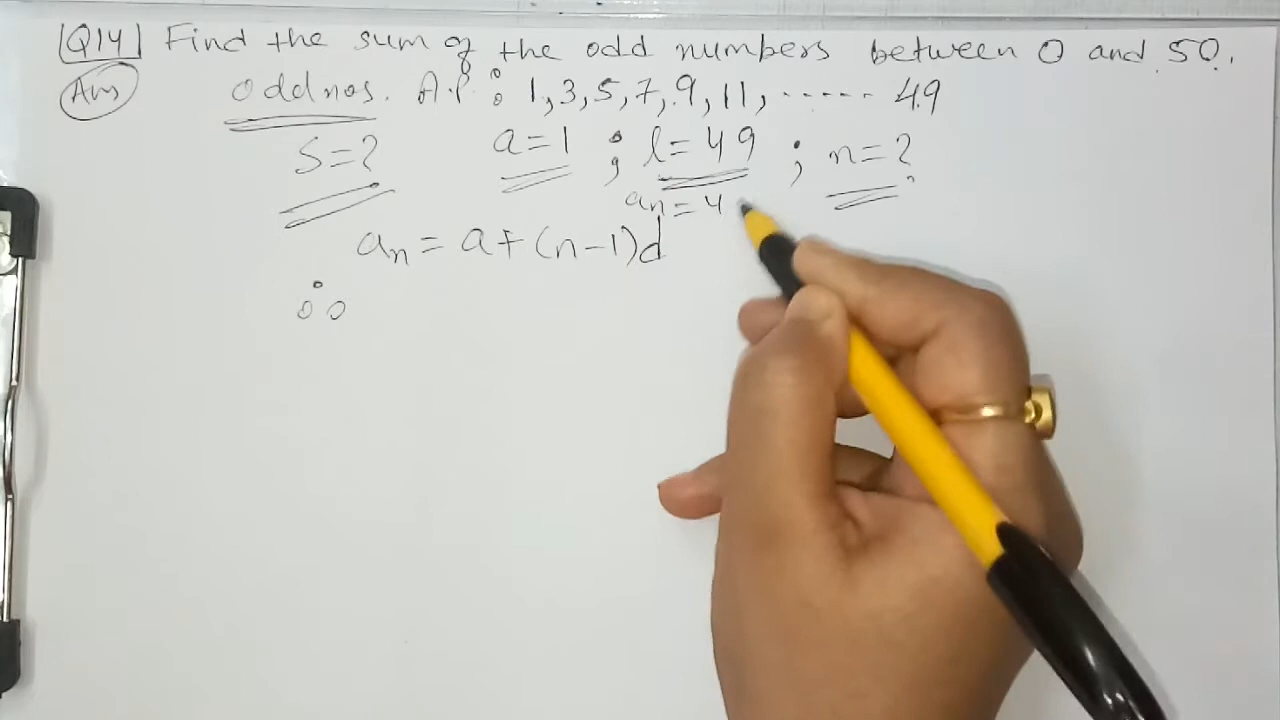 Q14 Find the sum of the odd numbers between 0 and 50.
Ans odd nos. A.P : 1, 3, 5, 7, 9, 11, ...... 49
S=? a=1 ; l=49 ; n=?
an=4
an = a+(n-1)d
∴